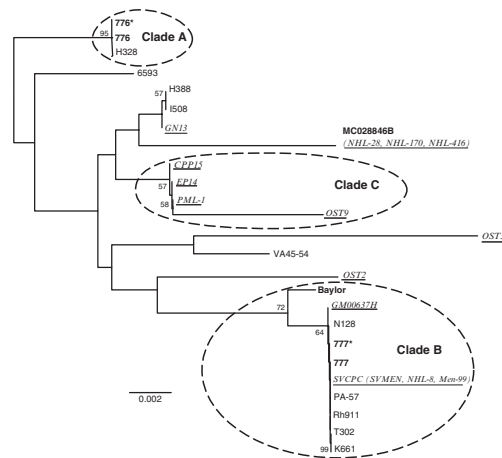 776*
95
776
Clade A
H328
6593
H388
57
I508
GN13
MC028846B
(NHL-28, NHL-170, NHL-416)
CPP15
57
EP14
Clade C
58
PML-1
OST9
VA45-54
OST2
Baylor
72
GM00637H
N128
64
777*
Clade B
777
SVCPC (SVMEN, NHL-8, Men-99)
0.002
PA-57
Rh911
T302
99
K661